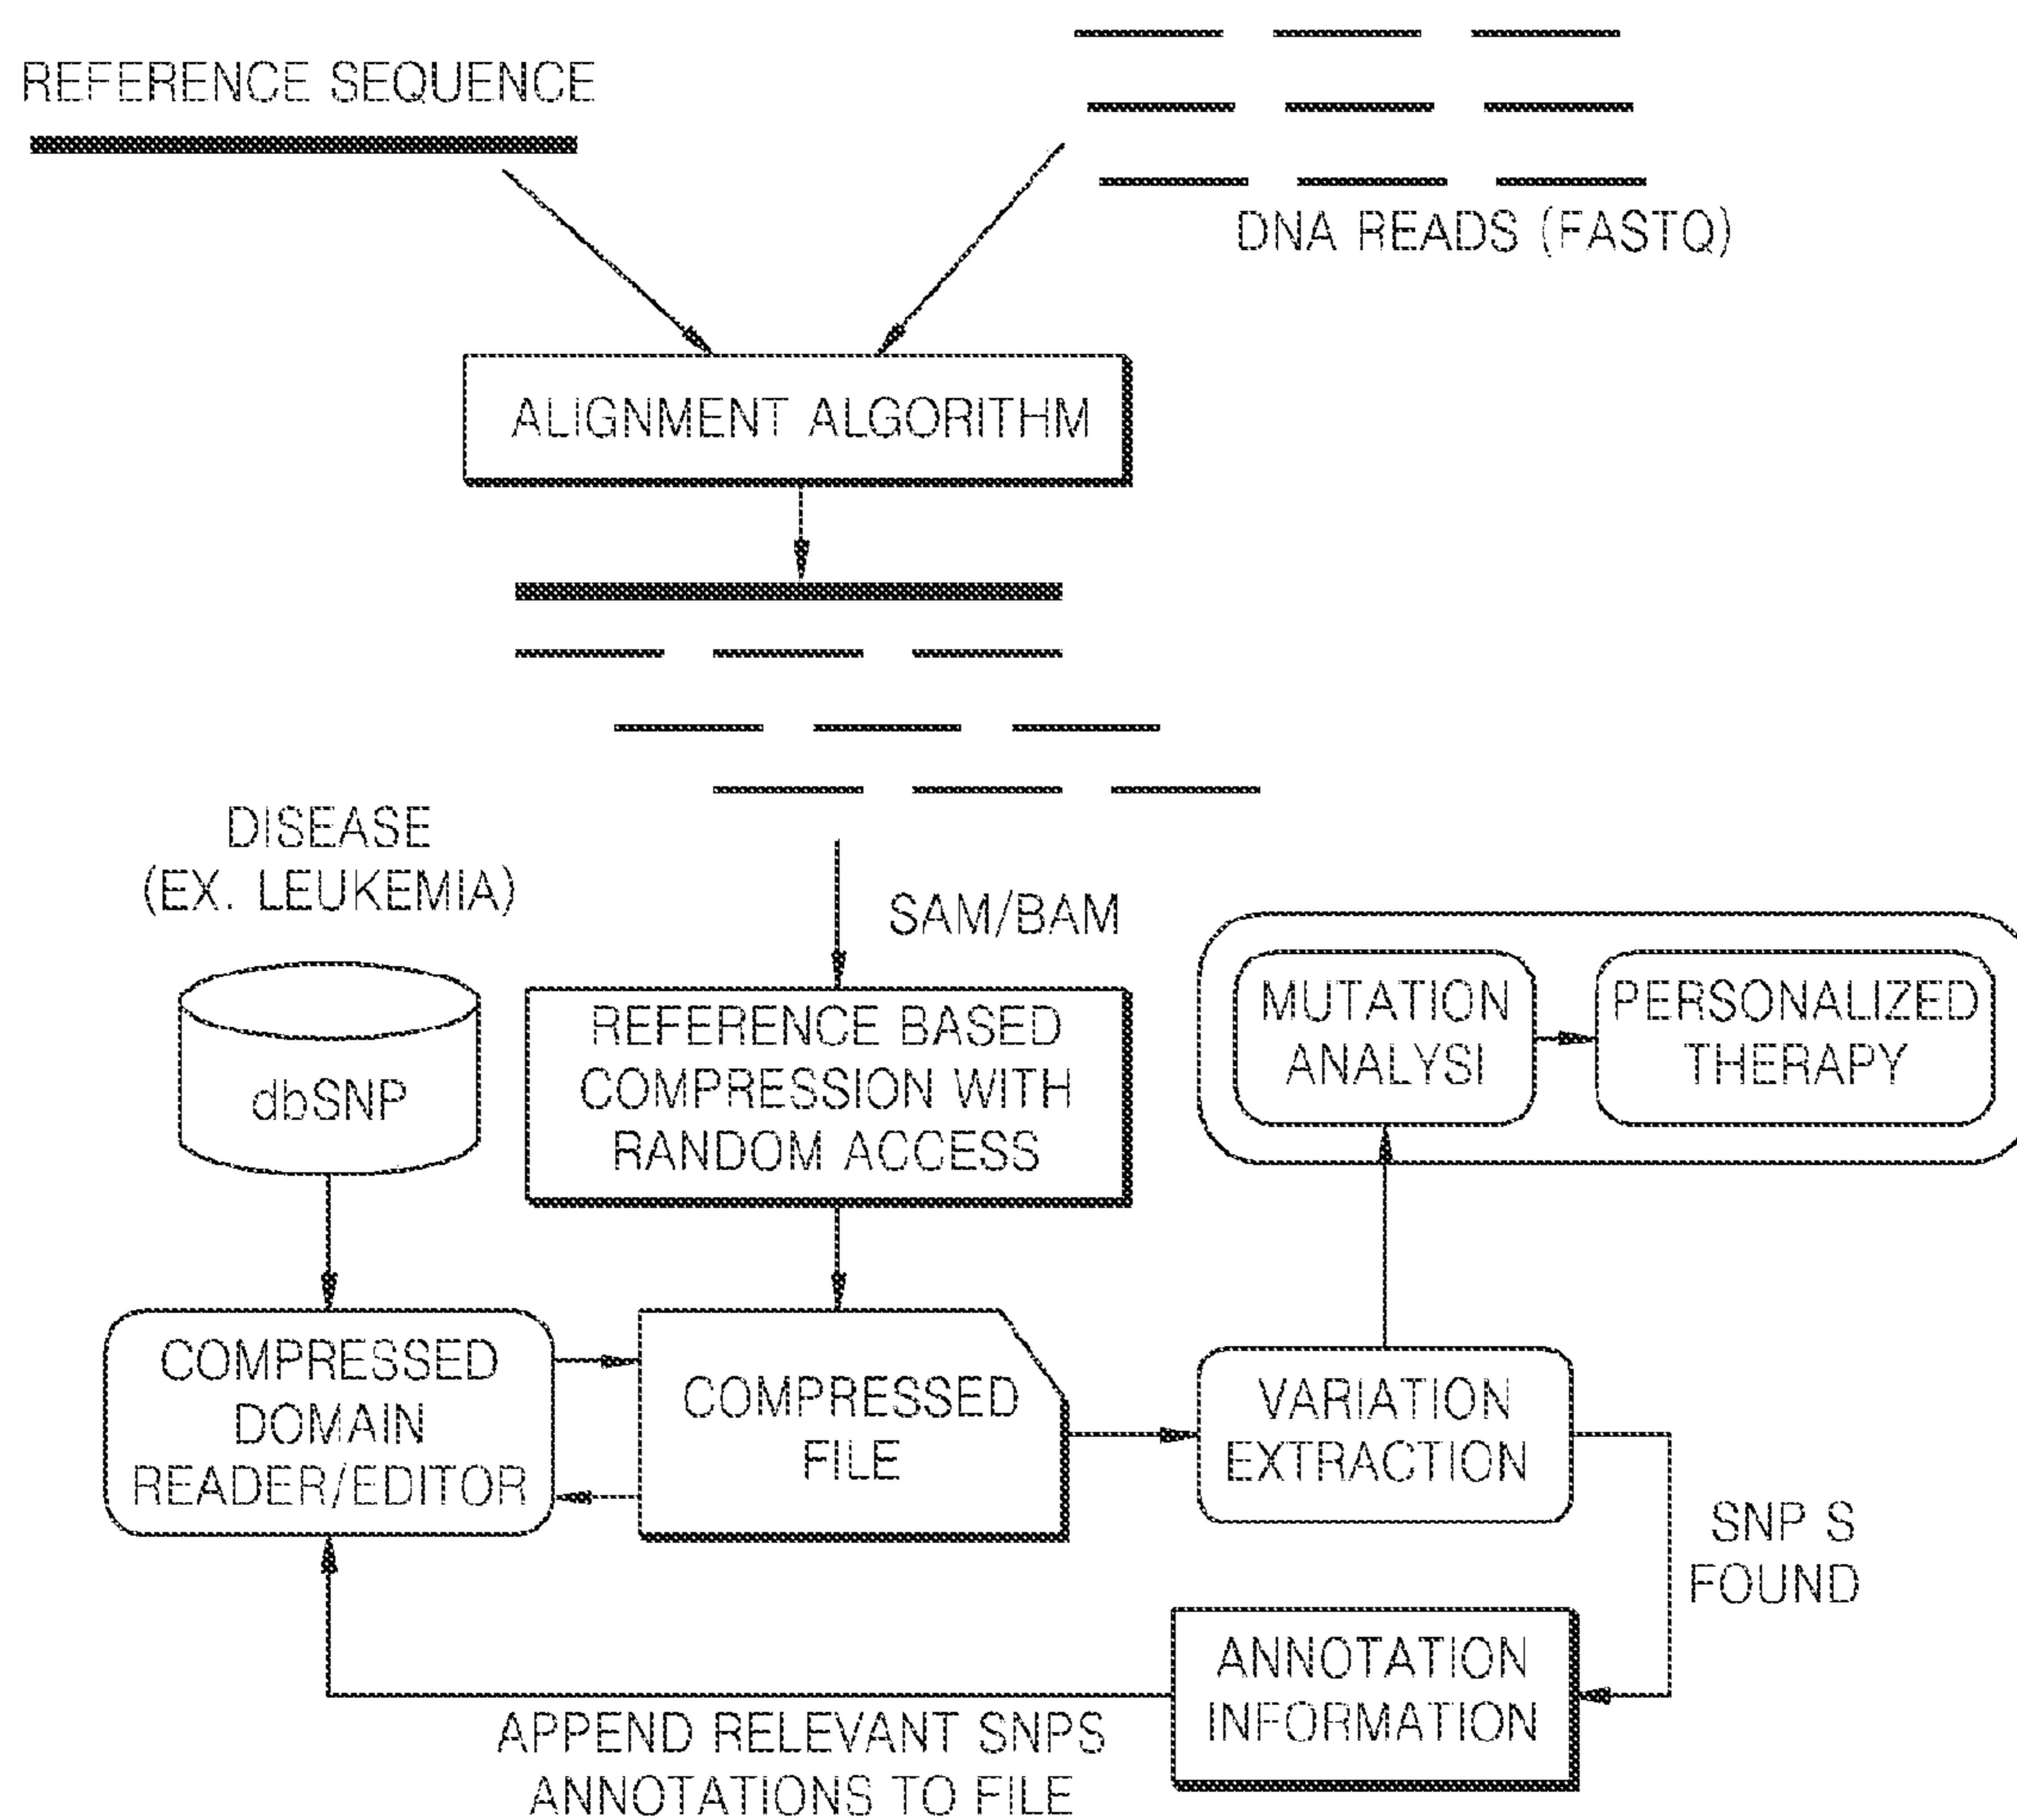 REFERENCE SEQUENCE
DNA READS (FASTQ)
ALIGNMENT ALGORITHM
DISEASE
(EX. LEUKEMIA)
SAM/BAM
dbSNP
REFERENCE BASED
COMPRESSION WITH
RANDOM ACCESS
MUTATION
ANALYSI
PERSONALIZED
THERAPY
COMPRESSED
DOMAIN
READER/EDITOR
COMPRESSED
FILE
VARIATION
EXTRACTION
SNP S
FOUND
ANNOTATION
INFORMATION
APPEND RELEVANT SNPS
ANNOTATIONS TO FILE